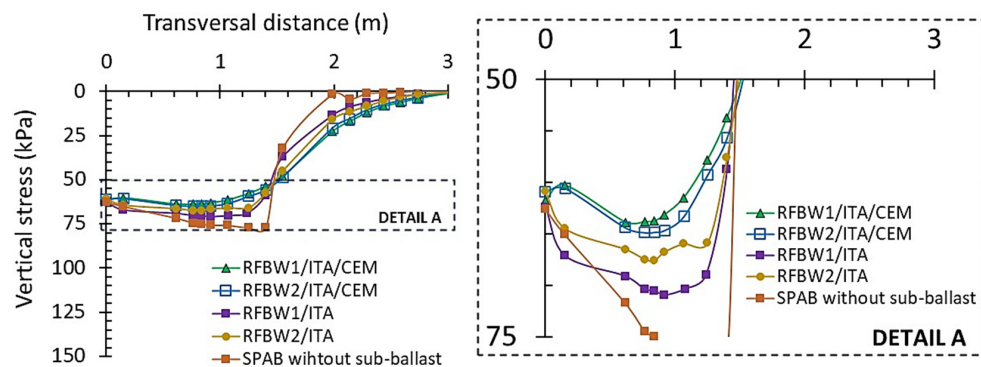 Transversal distance (m)
0 1 2 3
Vertical stress (kPa)
0
25
50
75
100
125
150
DETAIL A
RFBW1/ITA/CEM
RFBW2/ITA/CEM
RFBW1/ITA
RFBW2/ITA
SPAB wihtout sub-ballast
0 1 2 3
50
75
RFBW1/ITA/CEM
RFBW2/ITA/CEM
RFBW1/ITA
RFBW2/ITA
SPAB without sub-ballast
DETAIL A